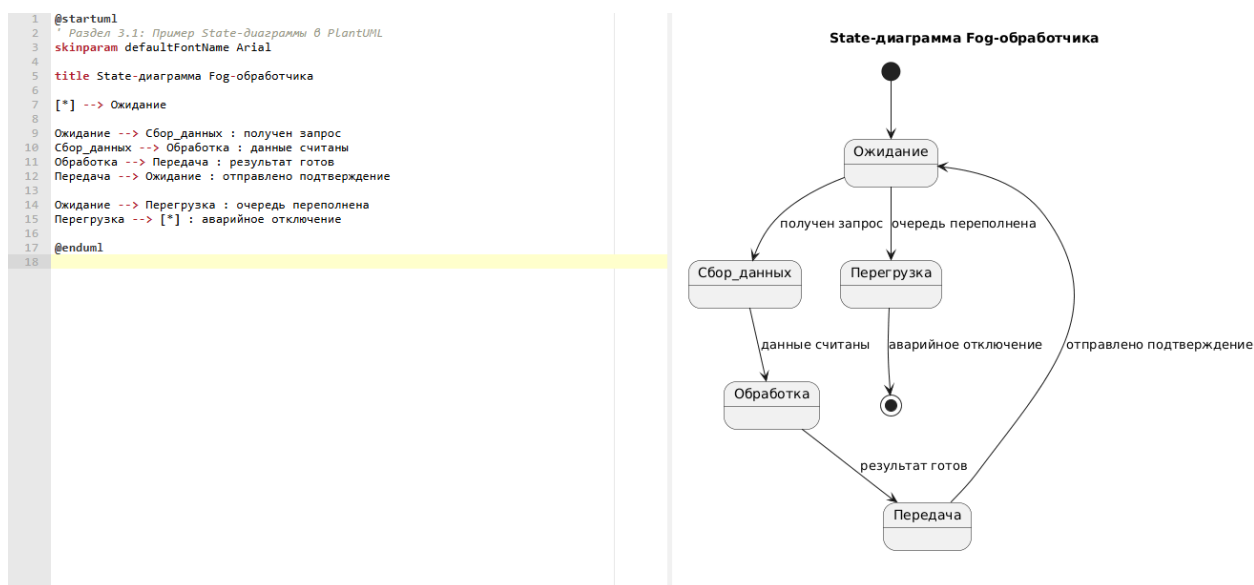 1 @startuml
2 ' Раздел 3.1: Пример State-диаграммы в PlantUML
3 skinparam defaultFontName Arial
4
5 title State-диаграмма Fog-обработчика
6
7 [*] --> Ожидание
8
9 Ожидание --> Сбор_данных : получен запрос
10 Сбор_данных --> Обработка : данные считаны
11 Обработка --> Передача : результат готов
12 Передача --> Ожидание : отправлено подтверждение
13
14 Ожидание --> Перегрузка : очередь переполнена
15 Перегрузка --> [*] : аварийное отключение
16
17 @enduml
18
State-диаграмма Fog-обработчика
Ожидание
получен запрос очередь переполнена
Сбор_данных Перегрузка
данные считаны аварийное отключение отправлено подтверждение
Обработка
результат готов
Передача